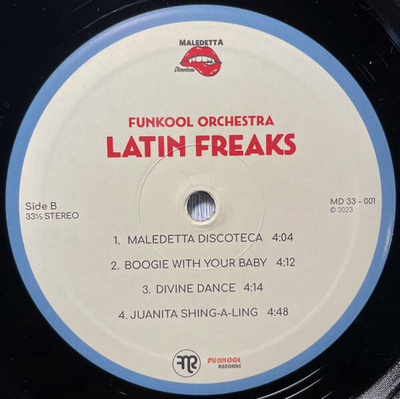 MALEDETTA
Discoteca
FUNKOOL ORCHESTRA
LATIN FREAKS
Side B
33⅓ STEREO
MD 33 - 001
© 2023
1. MALEDETTA DISCOTECA 4:04
2. BOOGIE WITH YOUR BABY 4:12
3. DIVINE DANCE 4:14
4. JUANITA SHING-A-LING 4:48
FUNKOOL
RECORDS